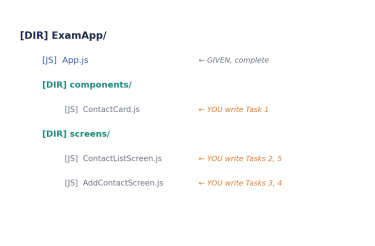 [DIR] ExamApp/
[JS] App.js ← GIVEN, complete
[DIR] components/
[JS] ContactCard.js ← YOU write Task 1
[DIR] screens/
[JS] ContactListScreen.js ← YOU write Tasks 2, 5
[JS] AddContactScreen.js ← YOU write Tasks 3, 4